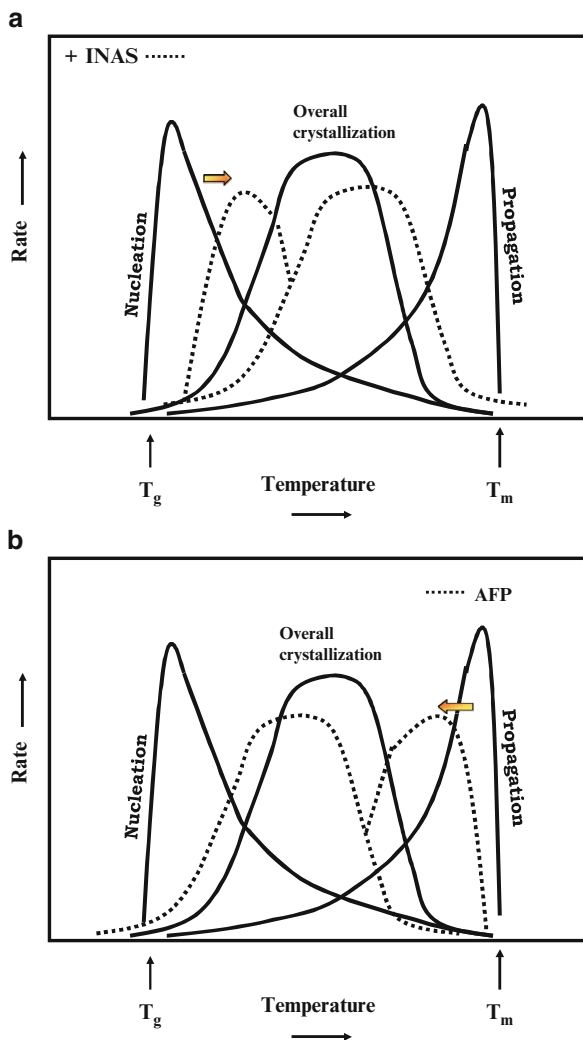 a
+ INAS
Overall
crystallization
Nucleation
Propagation
Rate
Tg
Temperature
Tm
b
AFP
Overall
crystallization
Nucleation
Propagation
Rate
Tg
Temperature
Tm